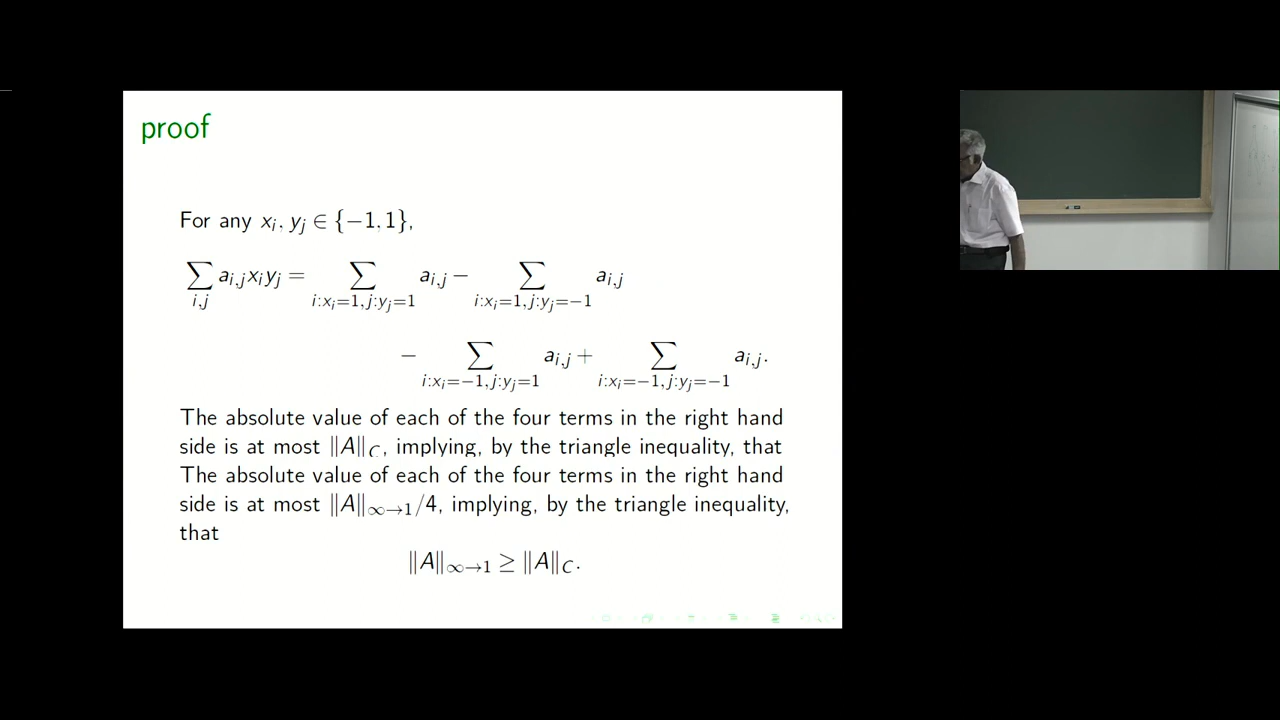 proof
For any x_i, y_j ∈ {−1, 1},
∑_{i,j} a_{i,j} x_i y_j = ∑_{i:x_i=1,j:y_j=1} a_{i,j} − ∑_{i:x_i=1,j:y_j=−1} a_{i,j}
− ∑_{i:x_i=−1,j:y_j=1} a_{i,j} + ∑_{i:x_i=−1,j:y_j=−1} a_{i,j}.
The absolute value of each of the four terms in the right hand
side is at most ‖A‖_C, implying, by the triangle inequality, that
The absolute value of each of the four terms in the right hand
side is at most ‖A‖_{∞→1}/4, implying, by the triangle inequality,
that
‖A‖_{∞→1} ≥ ‖A‖_C.